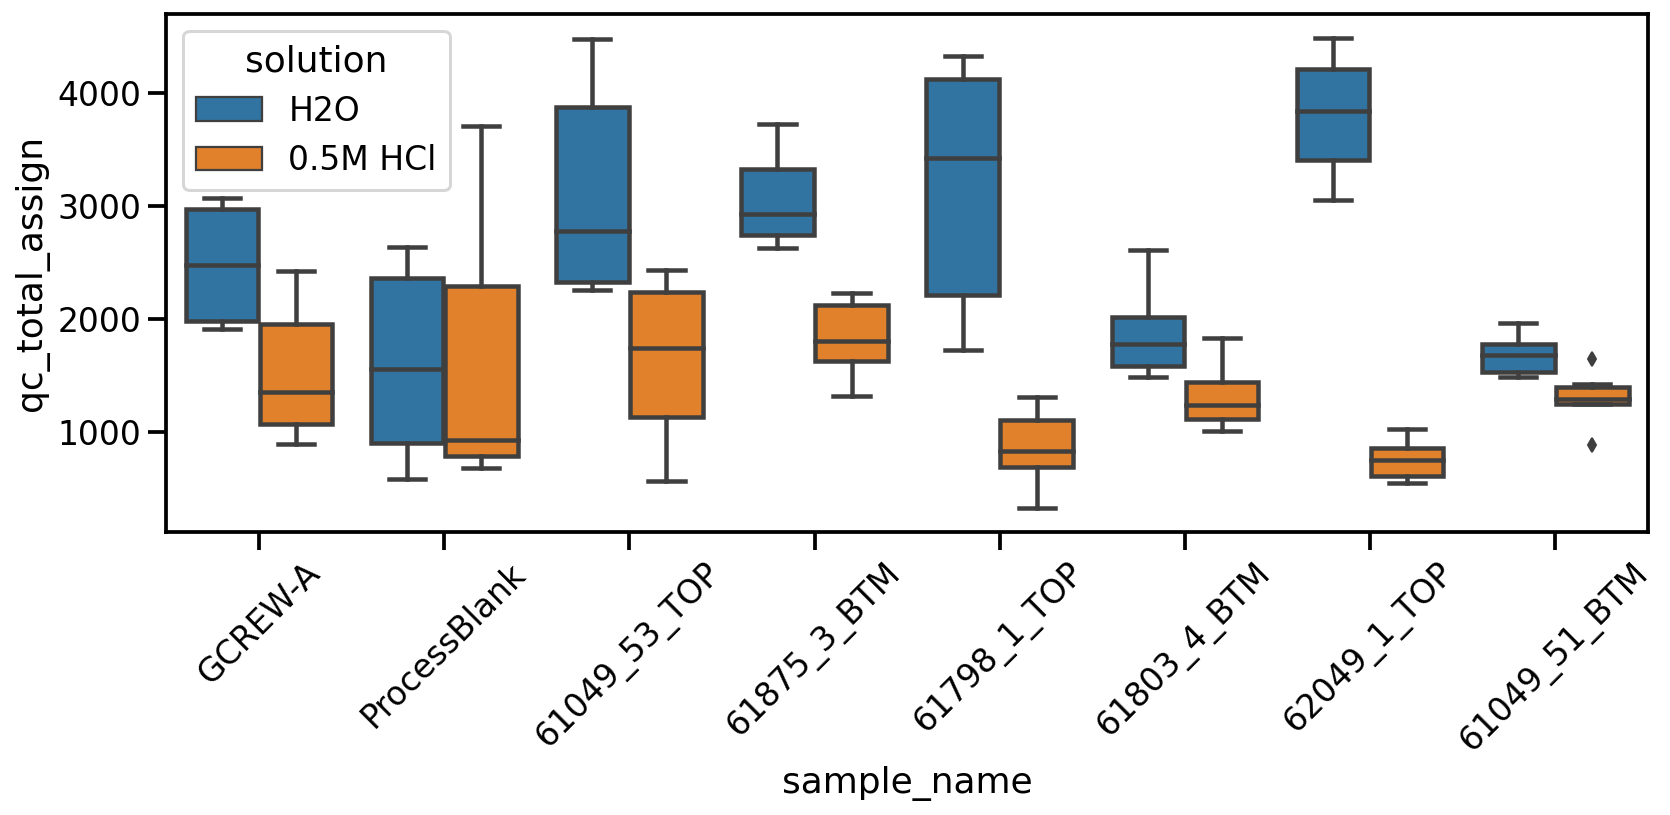 solution
H2O
0.5M HCl
qc_total_assign
4000
3000
2000
1000
GCREW-A
ProcessBlank
61049_53_TOP
61875_3_BTM
61798_1_TOP
61803_4_BTM
62049_1_TOP
61049_51_BTM
sample_name